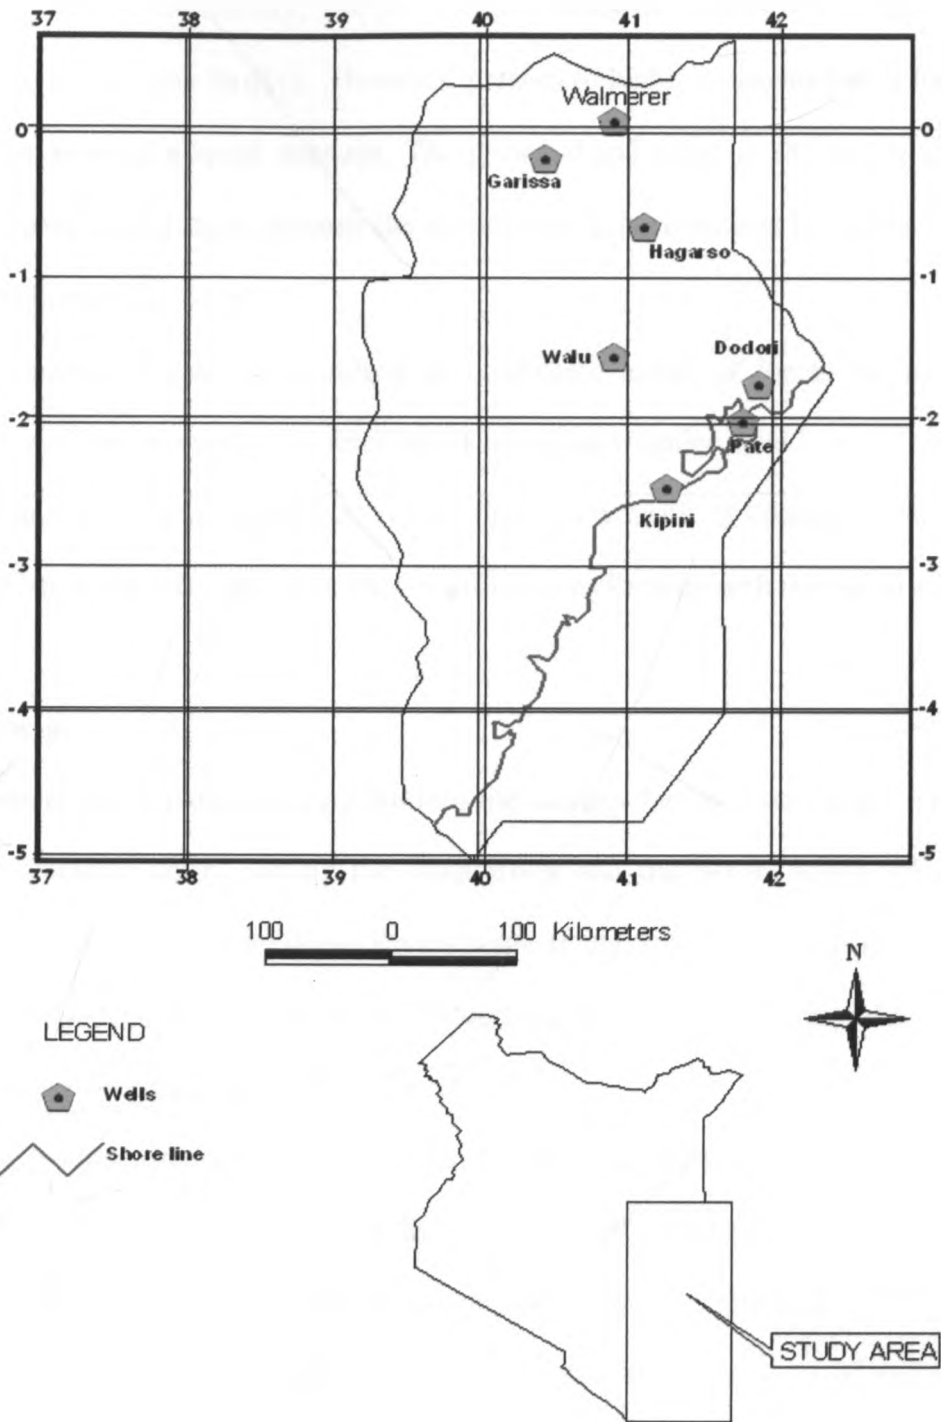 37 38 39 40 41 42
Walmerer
0 0
Garissa
Hagarso
-1 -1
Dodori
Walu
-2 -2
Pate
Kipini
-3 -3
-4 -4
-5 -5
37 38 39 40 41 42
100 0 100 Kilometers
N
LEGEND
Wells
Shore line
STUDY AREA